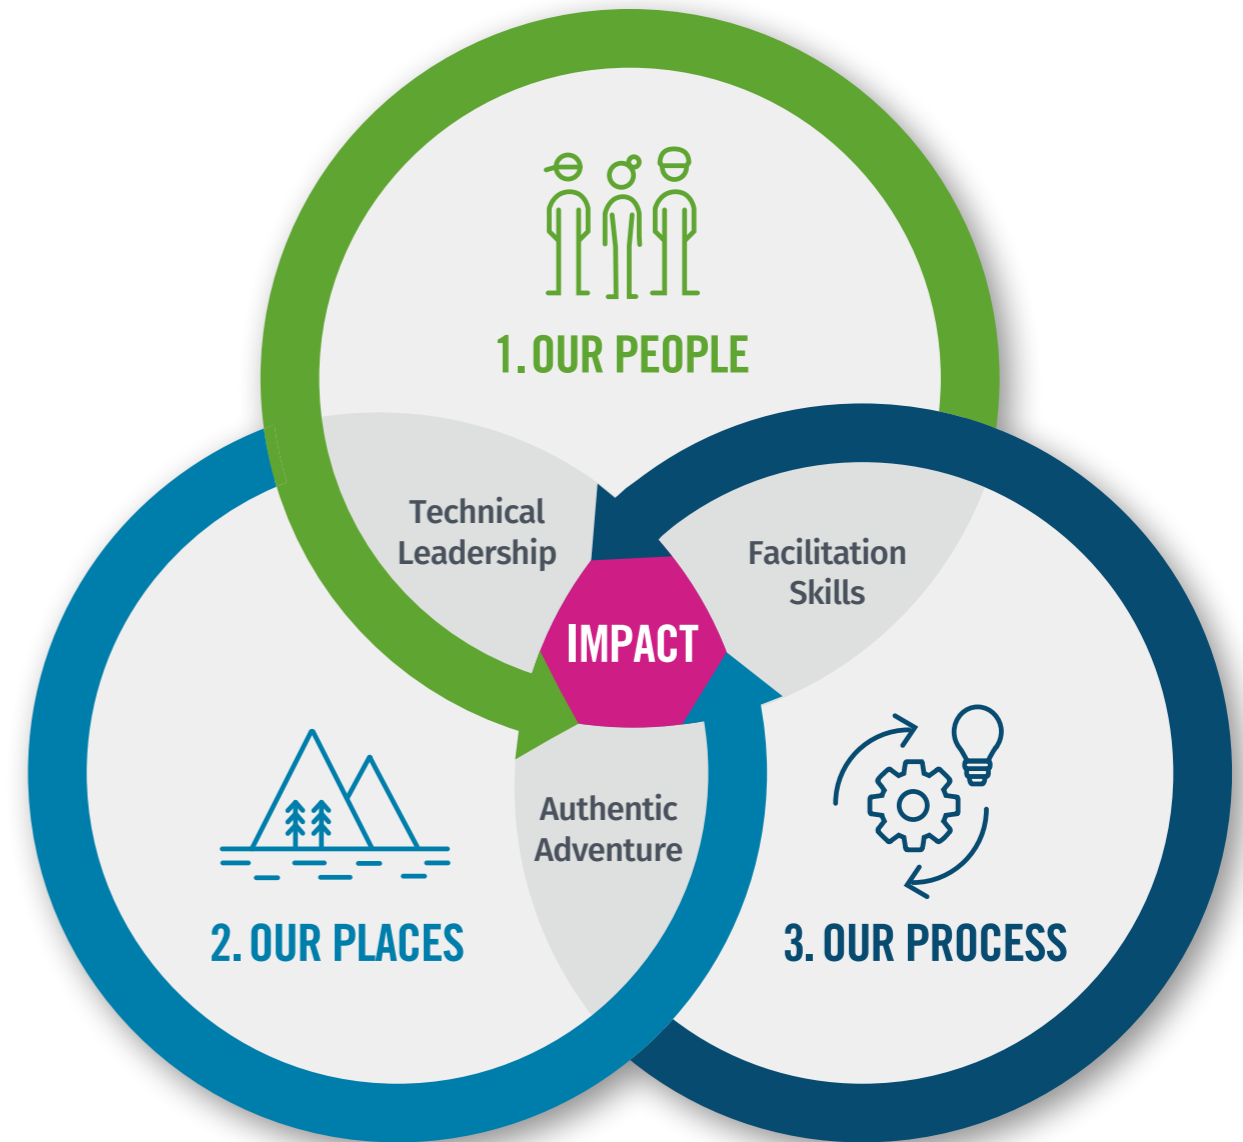 1. OUR PEOPLE
Technical
Leadership
Facilitation
Skills
IMPACT
Authentic
Adventure
2. OUR PLACES
3. OUR PROCESS